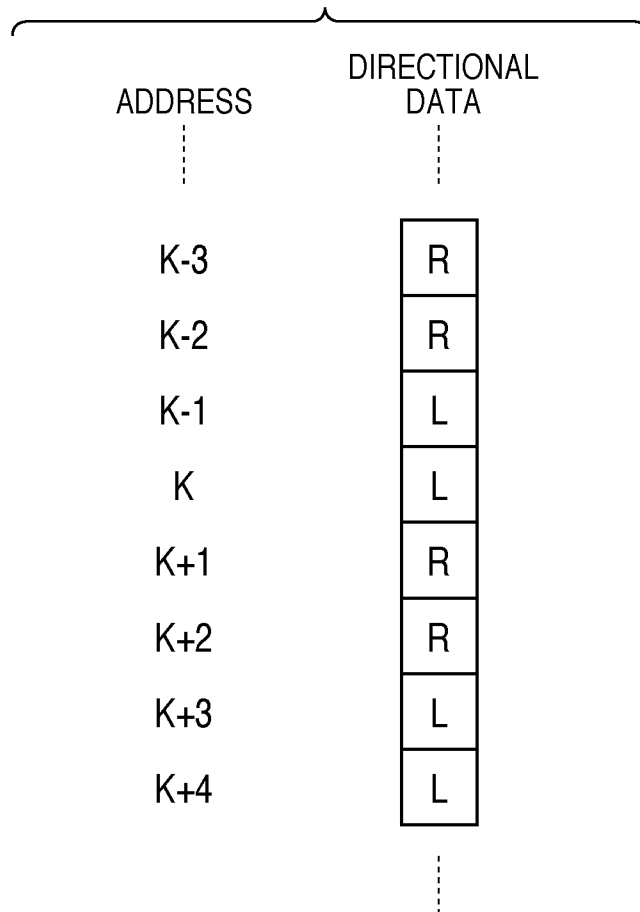 ADDRESS
DIRECTIONAL
DATA
K-3 R
K-2 R
K-1 L
K L
K+1 R
K+2 R
K+3 L
K+4 L